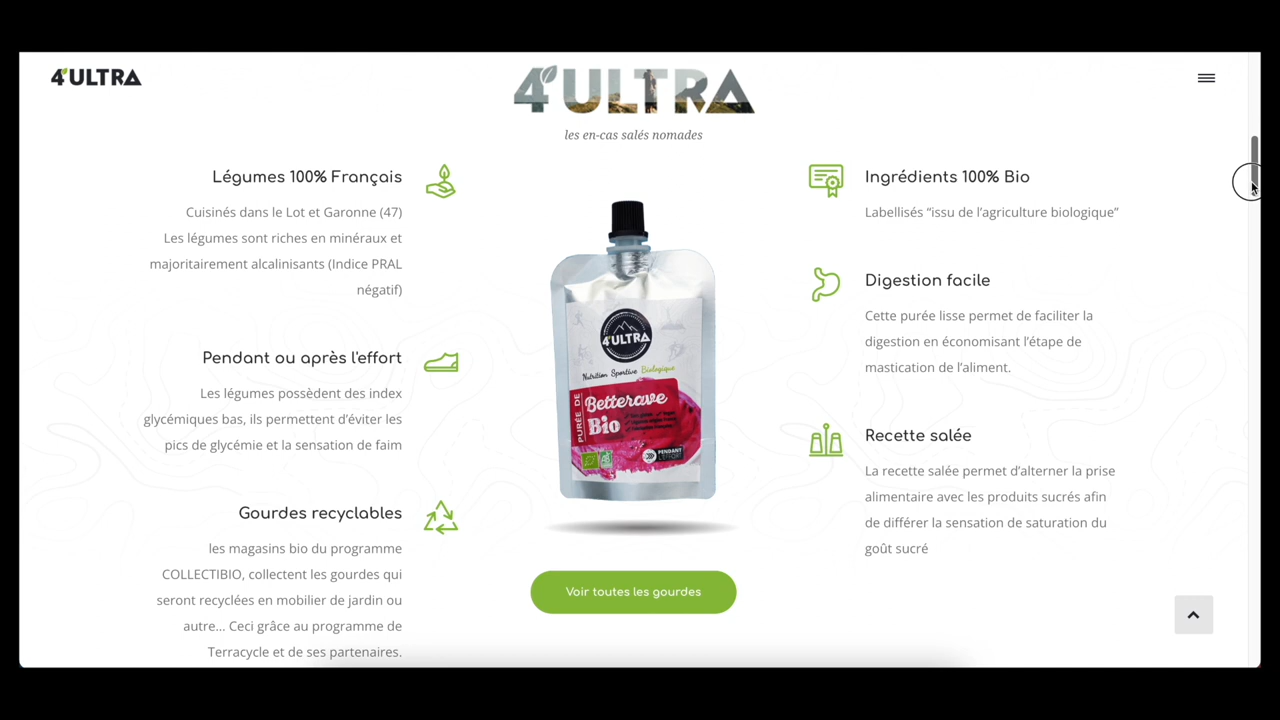 4'ULTRA
4'ULTRA
les en-cas salés nomades
Légumes 100% Français
Cuisinés dans le Lot et Garonne (47)
Les légumes sont riches en minéraux et
majoritairement alcalinisants (Indice PRAL
négatif)
Pendant ou après l'effort
Les légumes possèdent des index
glycémiques bas, ils permettent d’éviter les
pics de glycémie et la sensation de faim
Gourdes recyclables
les magasins bio du programme
COLLECTIBIO, collectent les gourdes qui
seront recyclées en mobilier de jardin ou
autre... Ceci grâce au programme de
Terracycle et de ses partenaires.
4'ULTRA
Nutrition Sportive Biologique
PURÉE DE
Betterave
Bio
PENDANT
L'EFFORT
AB
Voir toutes les gourdes
Ingrédients 100% Bio
Labellisés “issu de l’agriculture biologique”
Digestion facile
Cette purée lisse permet de faciliter la
digestion en économisant l’étape de
mastication de l’aliment.
Recette salée
La recette salée permet d’alterner la prise
alimentaire avec les produits sucrés afin
de différer la sensation de saturation du
goût sucré